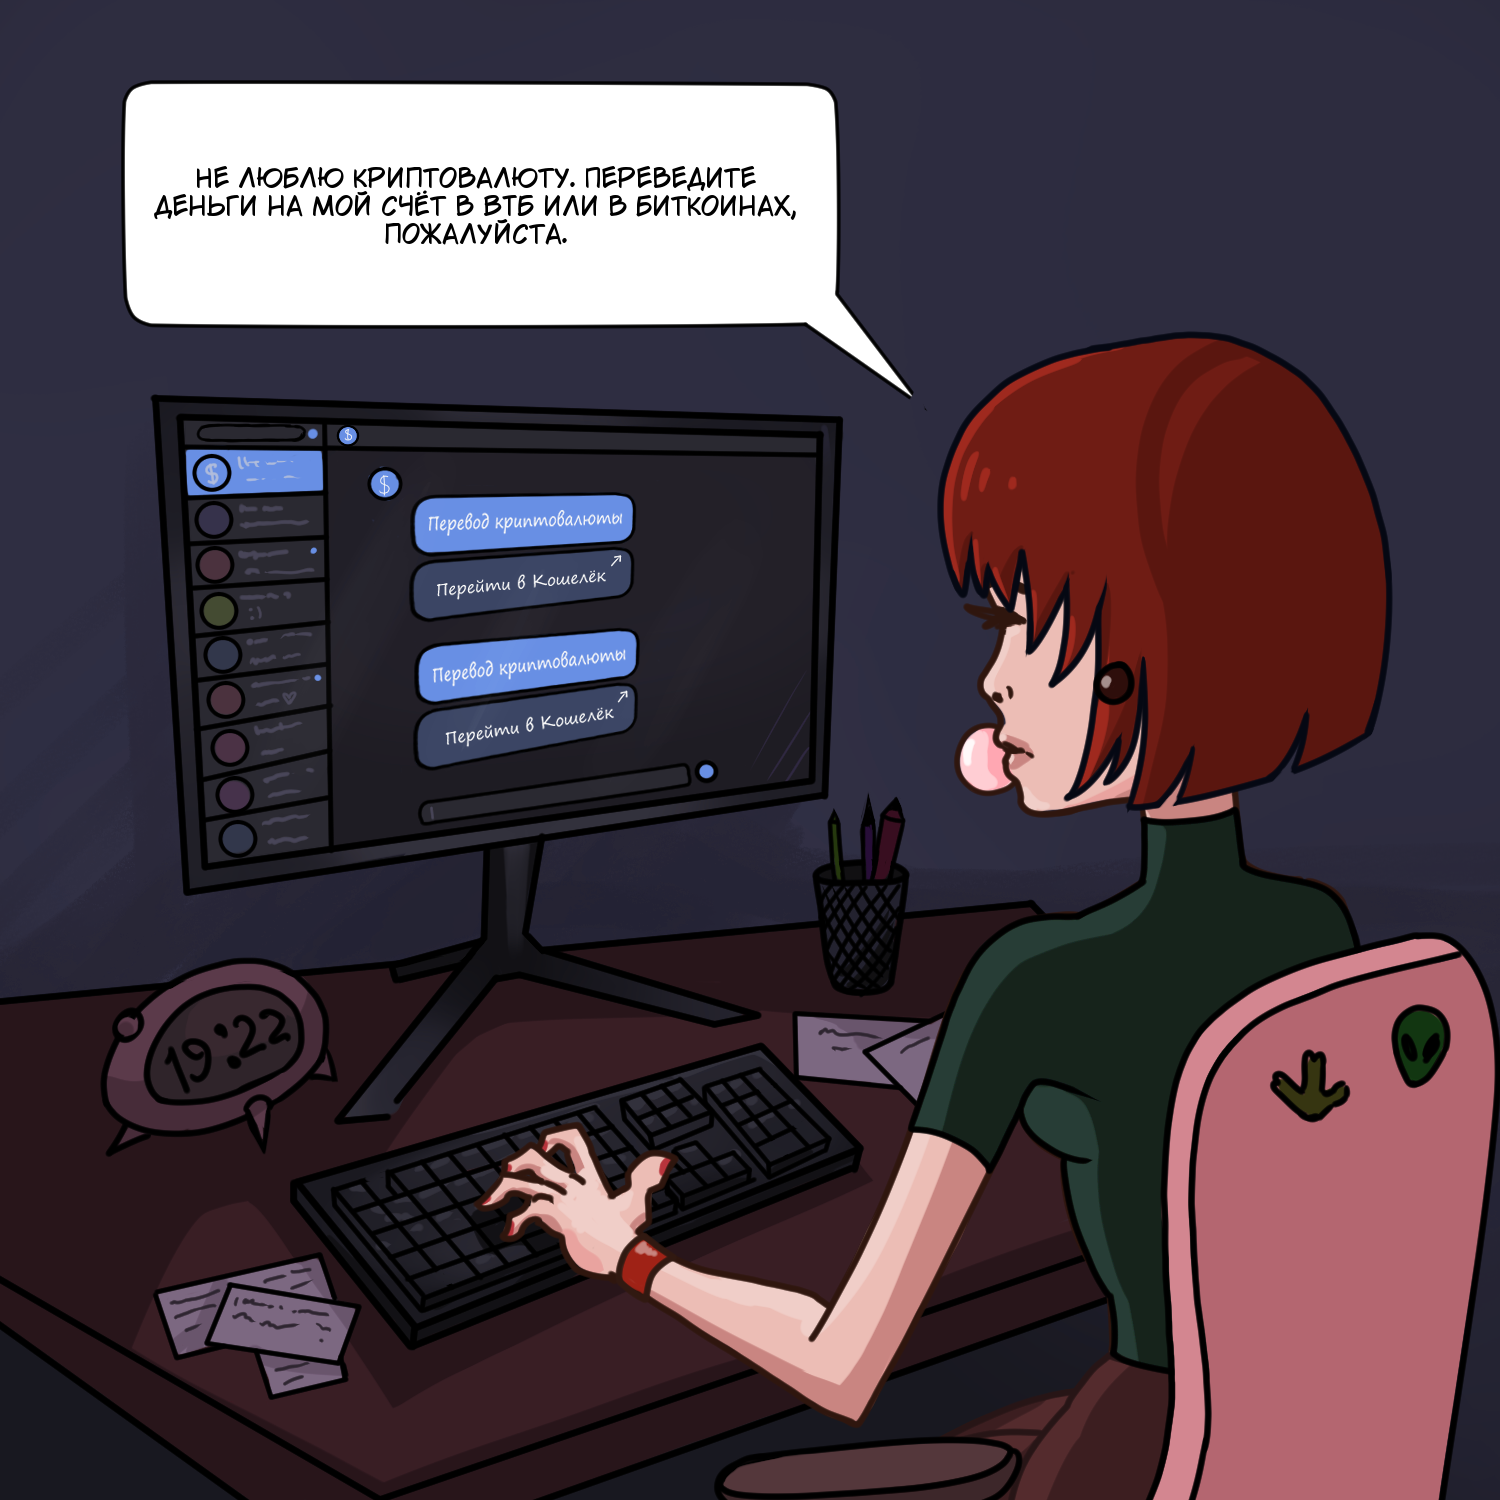 НЕ ЛЮБЛЮ КРИПТОВАЛЮТУ. ПЕРЕВЕДИТЕ
ДЕНЬГИ НА МОЙ СЧЁТ В ВТБ ИЛИ В БИТКОИНАХ,
ПОЖАЛУЙСТА.
$
$
$
Перевод криптовалюты
Перейти в Кошелёк
:)
Перевод криптовалюты
Перейти в Кошелёк
19:22